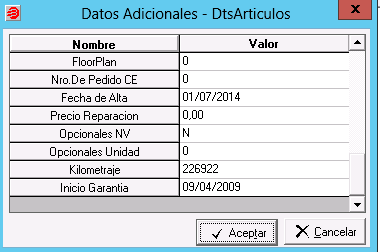 Datos Adicionales - DtsArticulos
Nombre Valor
FloorPlan 0
Nro.De Pedido CE 0
Fecha de Alta 01/07/2014
Precio Reparacion 0,00
Opcionales NV N
Opcionales Unidad 0
Kilometraje 226922
Inicio Garantia 09/04/2009
Aceptar Cancelar